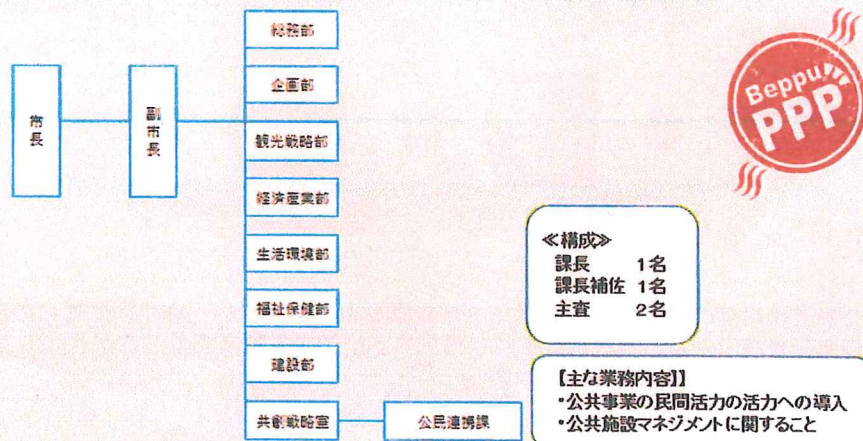 総務部
企画部
市長
副市長
観光戦略部
経済産業部
生活環境部
福祉保健部
建設部
共創戦略室
公民連携課
Beppu
PPP
≪構成≫
課長 1名
課長補佐 1名
主査 2名
【主な業務内容】】
・公共事業の民間活力の活力への導入
・公共施設マネジメントに関すること